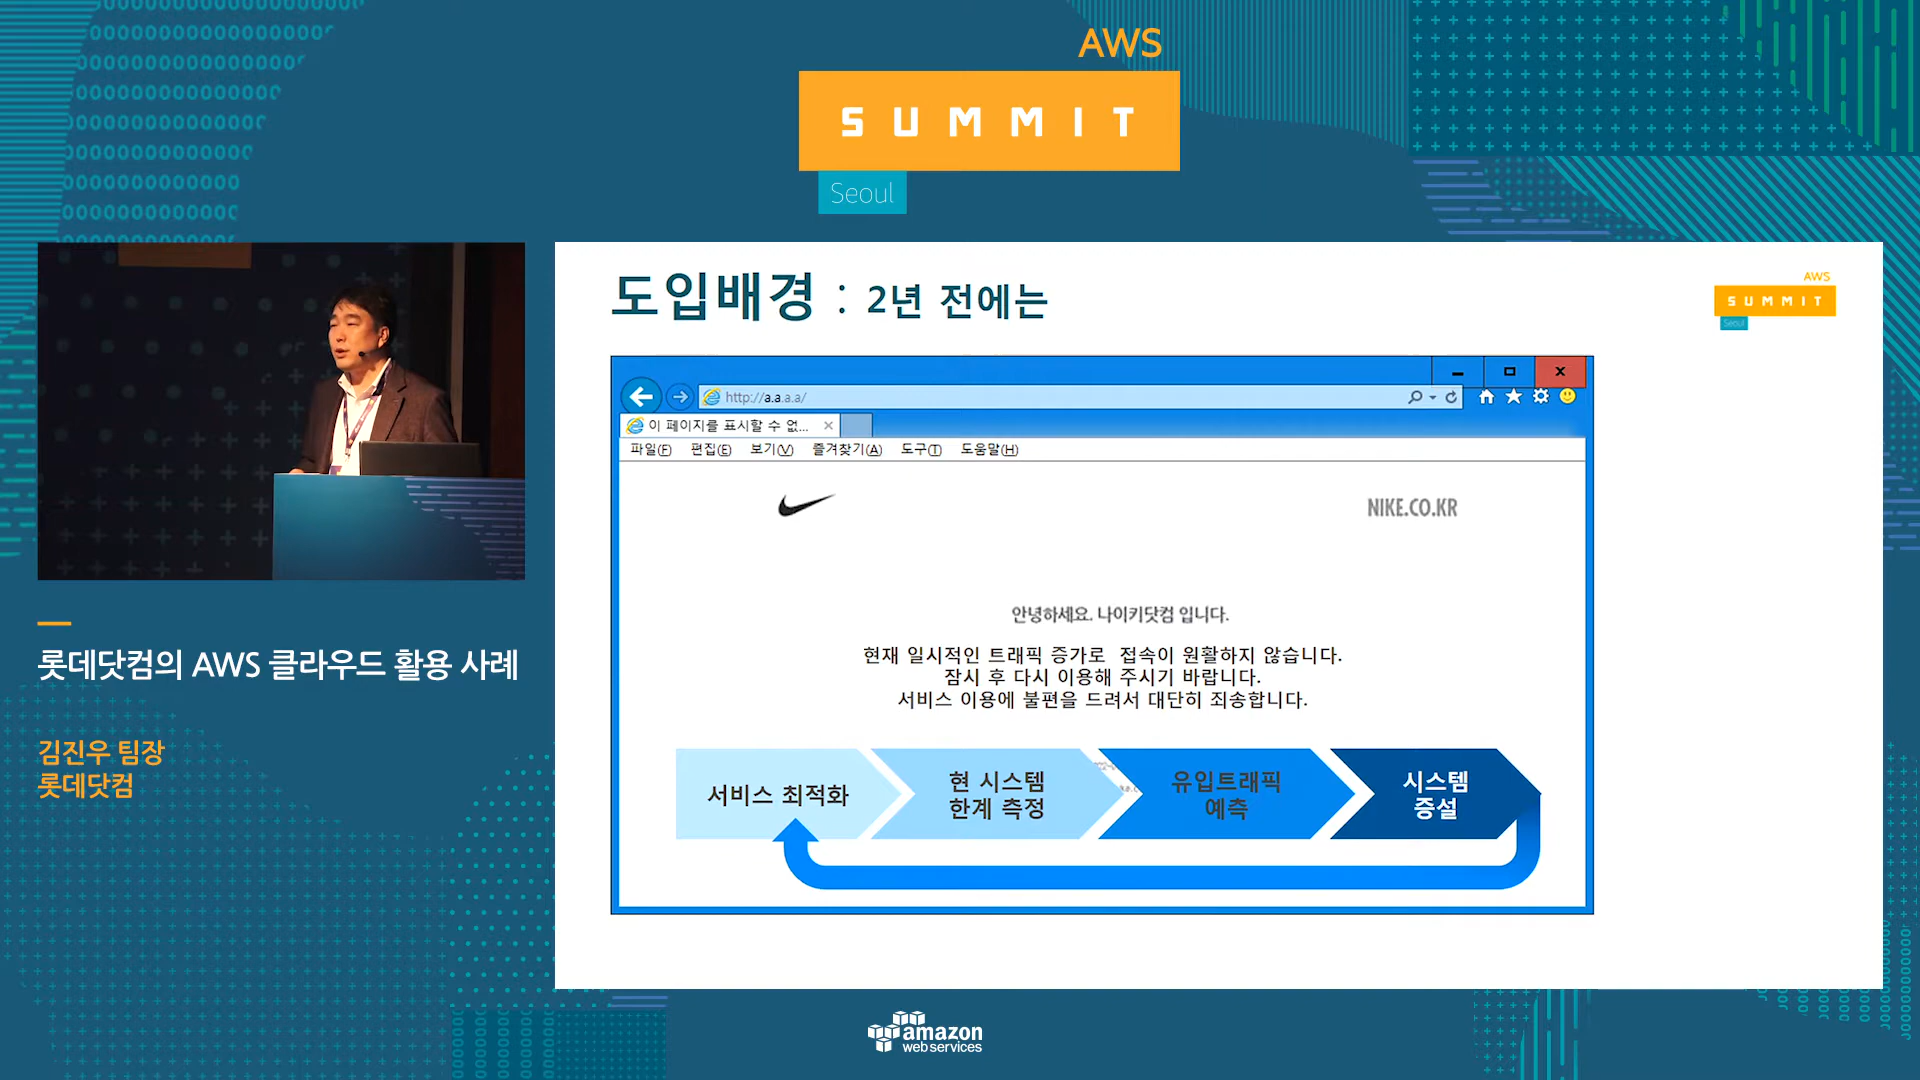 AWS
SUMMIT
Seoul
롯데닷컴의 AWS 클라우드 활용 사례
김진우 팀장
롯데닷컴
도입배경 : 2년 전에는
AWS
SUMMIT
Seoul
http://a.a.a.a/
이 페이지를 표시할 수 없...
파일(F) 편집(E) 보기(V) 즐겨찾기(A) 도구(T) 도움말(H)
NIKE.CO.KR
안녕하세요. 나이키닷컴 입니다.
현재 일시적인 트래픽 증가로 접속이 원활하지 않습니다.
잠시 후 다시 이용해 주시기 바랍니다.
서비스 이용에 불편을 드려서 대단히 죄송합니다.
서비스 최적화
현 시스템
한계 측정
유입트래픽
예측
시스템
증설
amazon
web services